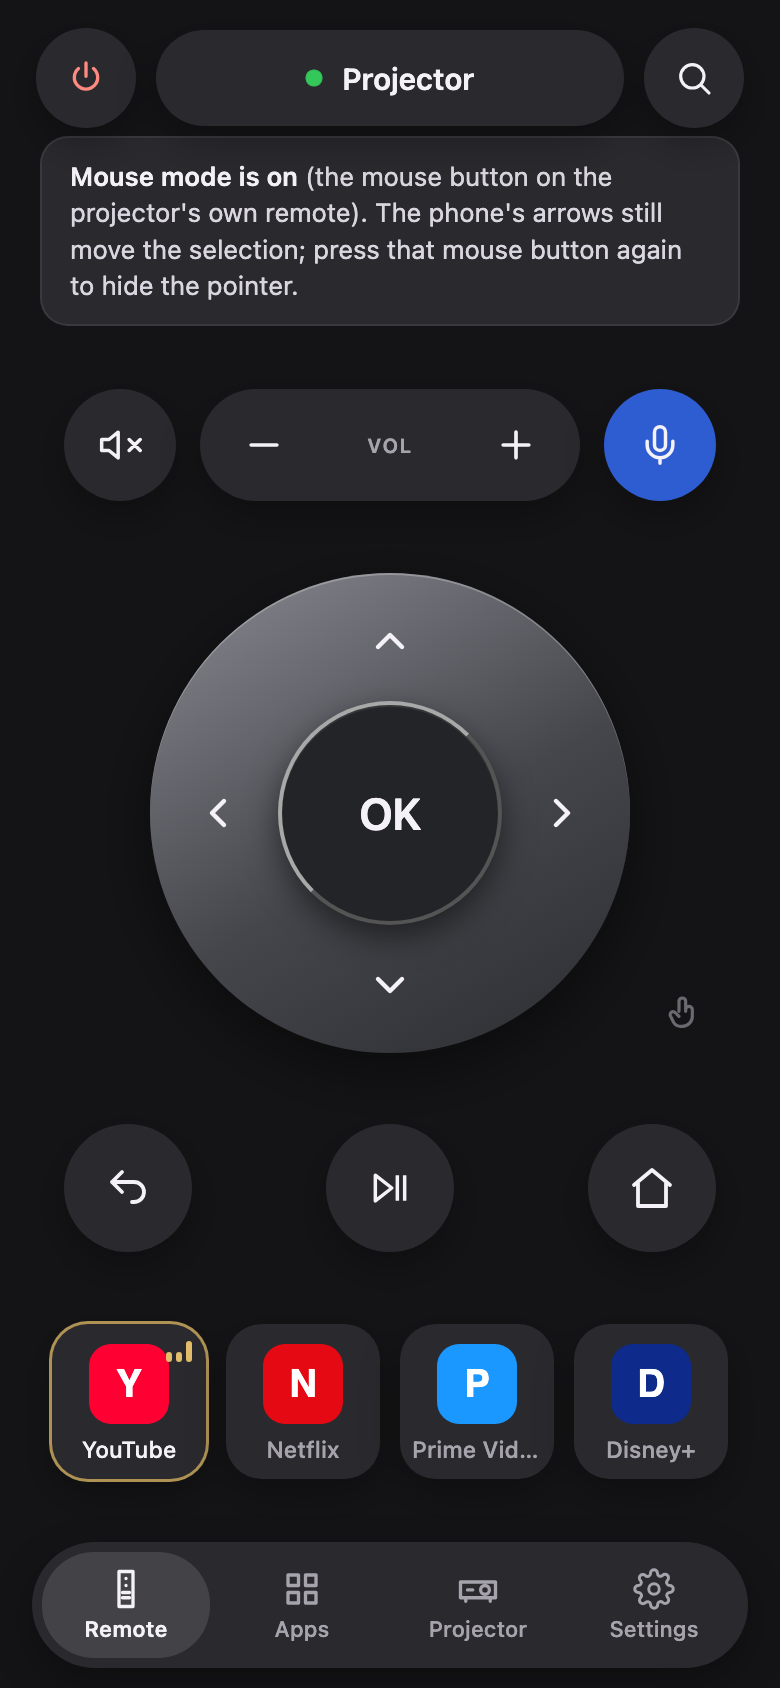 Projector
Mouse mode is on (the mouse button on the
projector's own remote). The phone's arrows still
move the selection; press that mouse button again
to hide the pointer.
VOL
OK
Y
N
P
D
YouTube
Netflix
Prime Vid...
Disney+
Remote
Apps
Projector
Settings